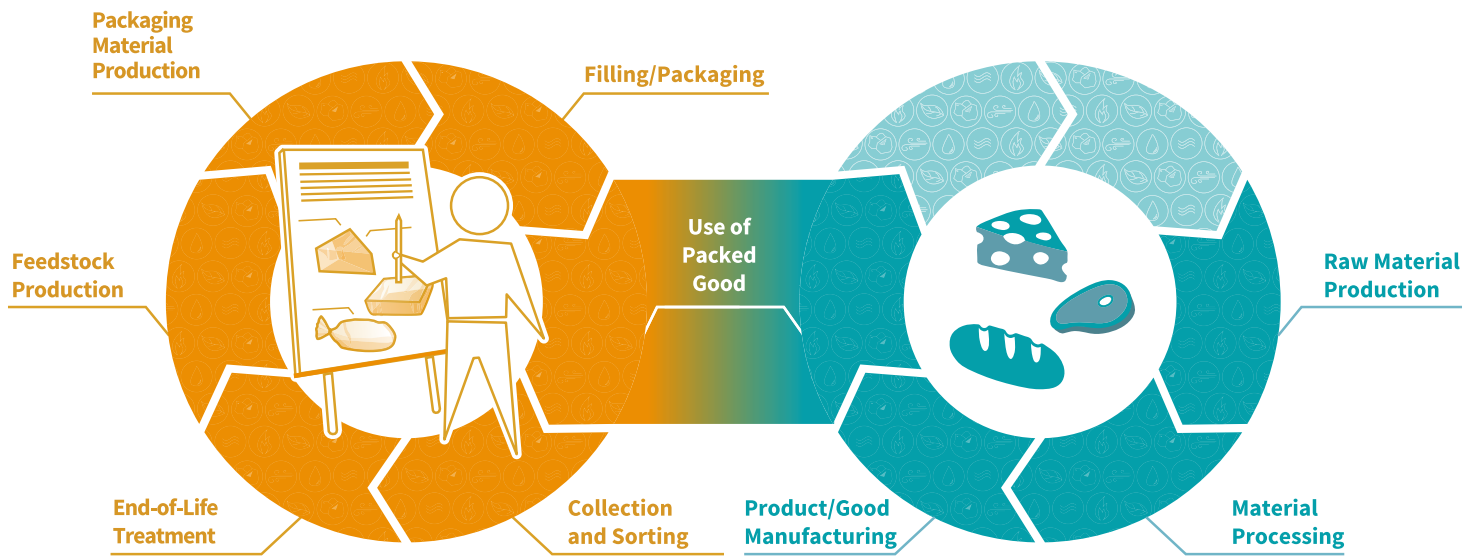 Packaging
Material
Production
Filling/Packaging
Use of
Packed
Good
Feedstock
Production
Raw Material
Production
End-of-Life
Treatment
Collection
and Sorting
Product/Good
Manufacturing
Material
Processing